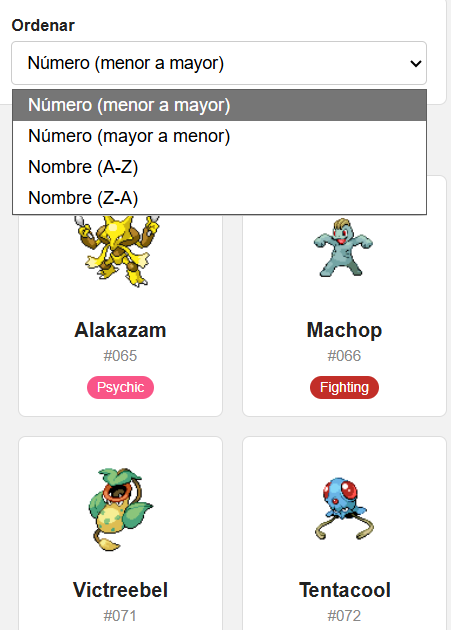 Ordenar
Número (menor a mayor)
Número (menor a mayor)
Número (mayor a menor)
Nombre (A-Z)
Nombre (Z-A)
Alakazam
#065
Psychic
Machop
#066
Fighting
Victreebel
#071
Tentacool
#072